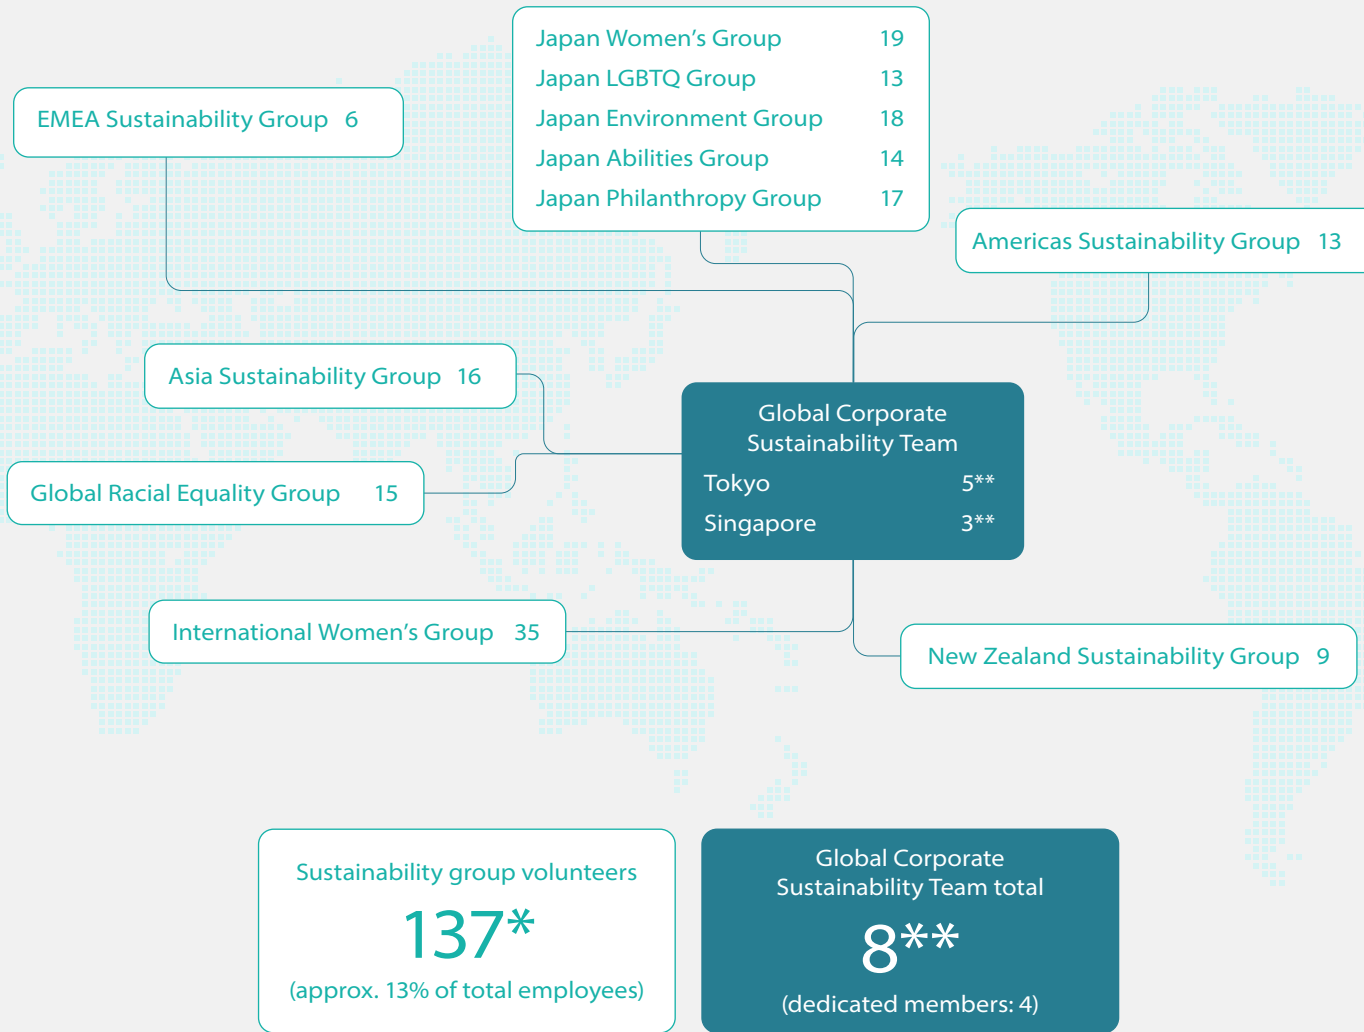 Japan Women’s Group 19
Japan LGBTQ Group 13
Japan Environment Group 18
Japan Abilities Group 14
Japan Philanthropy Group 17
EMEA Sustainability Group 6
Americas Sustainability Group 13
Asia Sustainability Group 16
Global Corporate
Sustainability Team
Tokyo 5**
Singapore 3**
Global Racial Equality Group 15
International Women’s Group 35
New Zealand Sustainability Group 9
Sustainability group volunteers
137*
(approx. 13% of total employees)
Global Corporate
Sustainability Team total
8**
(dedicated members: 4)